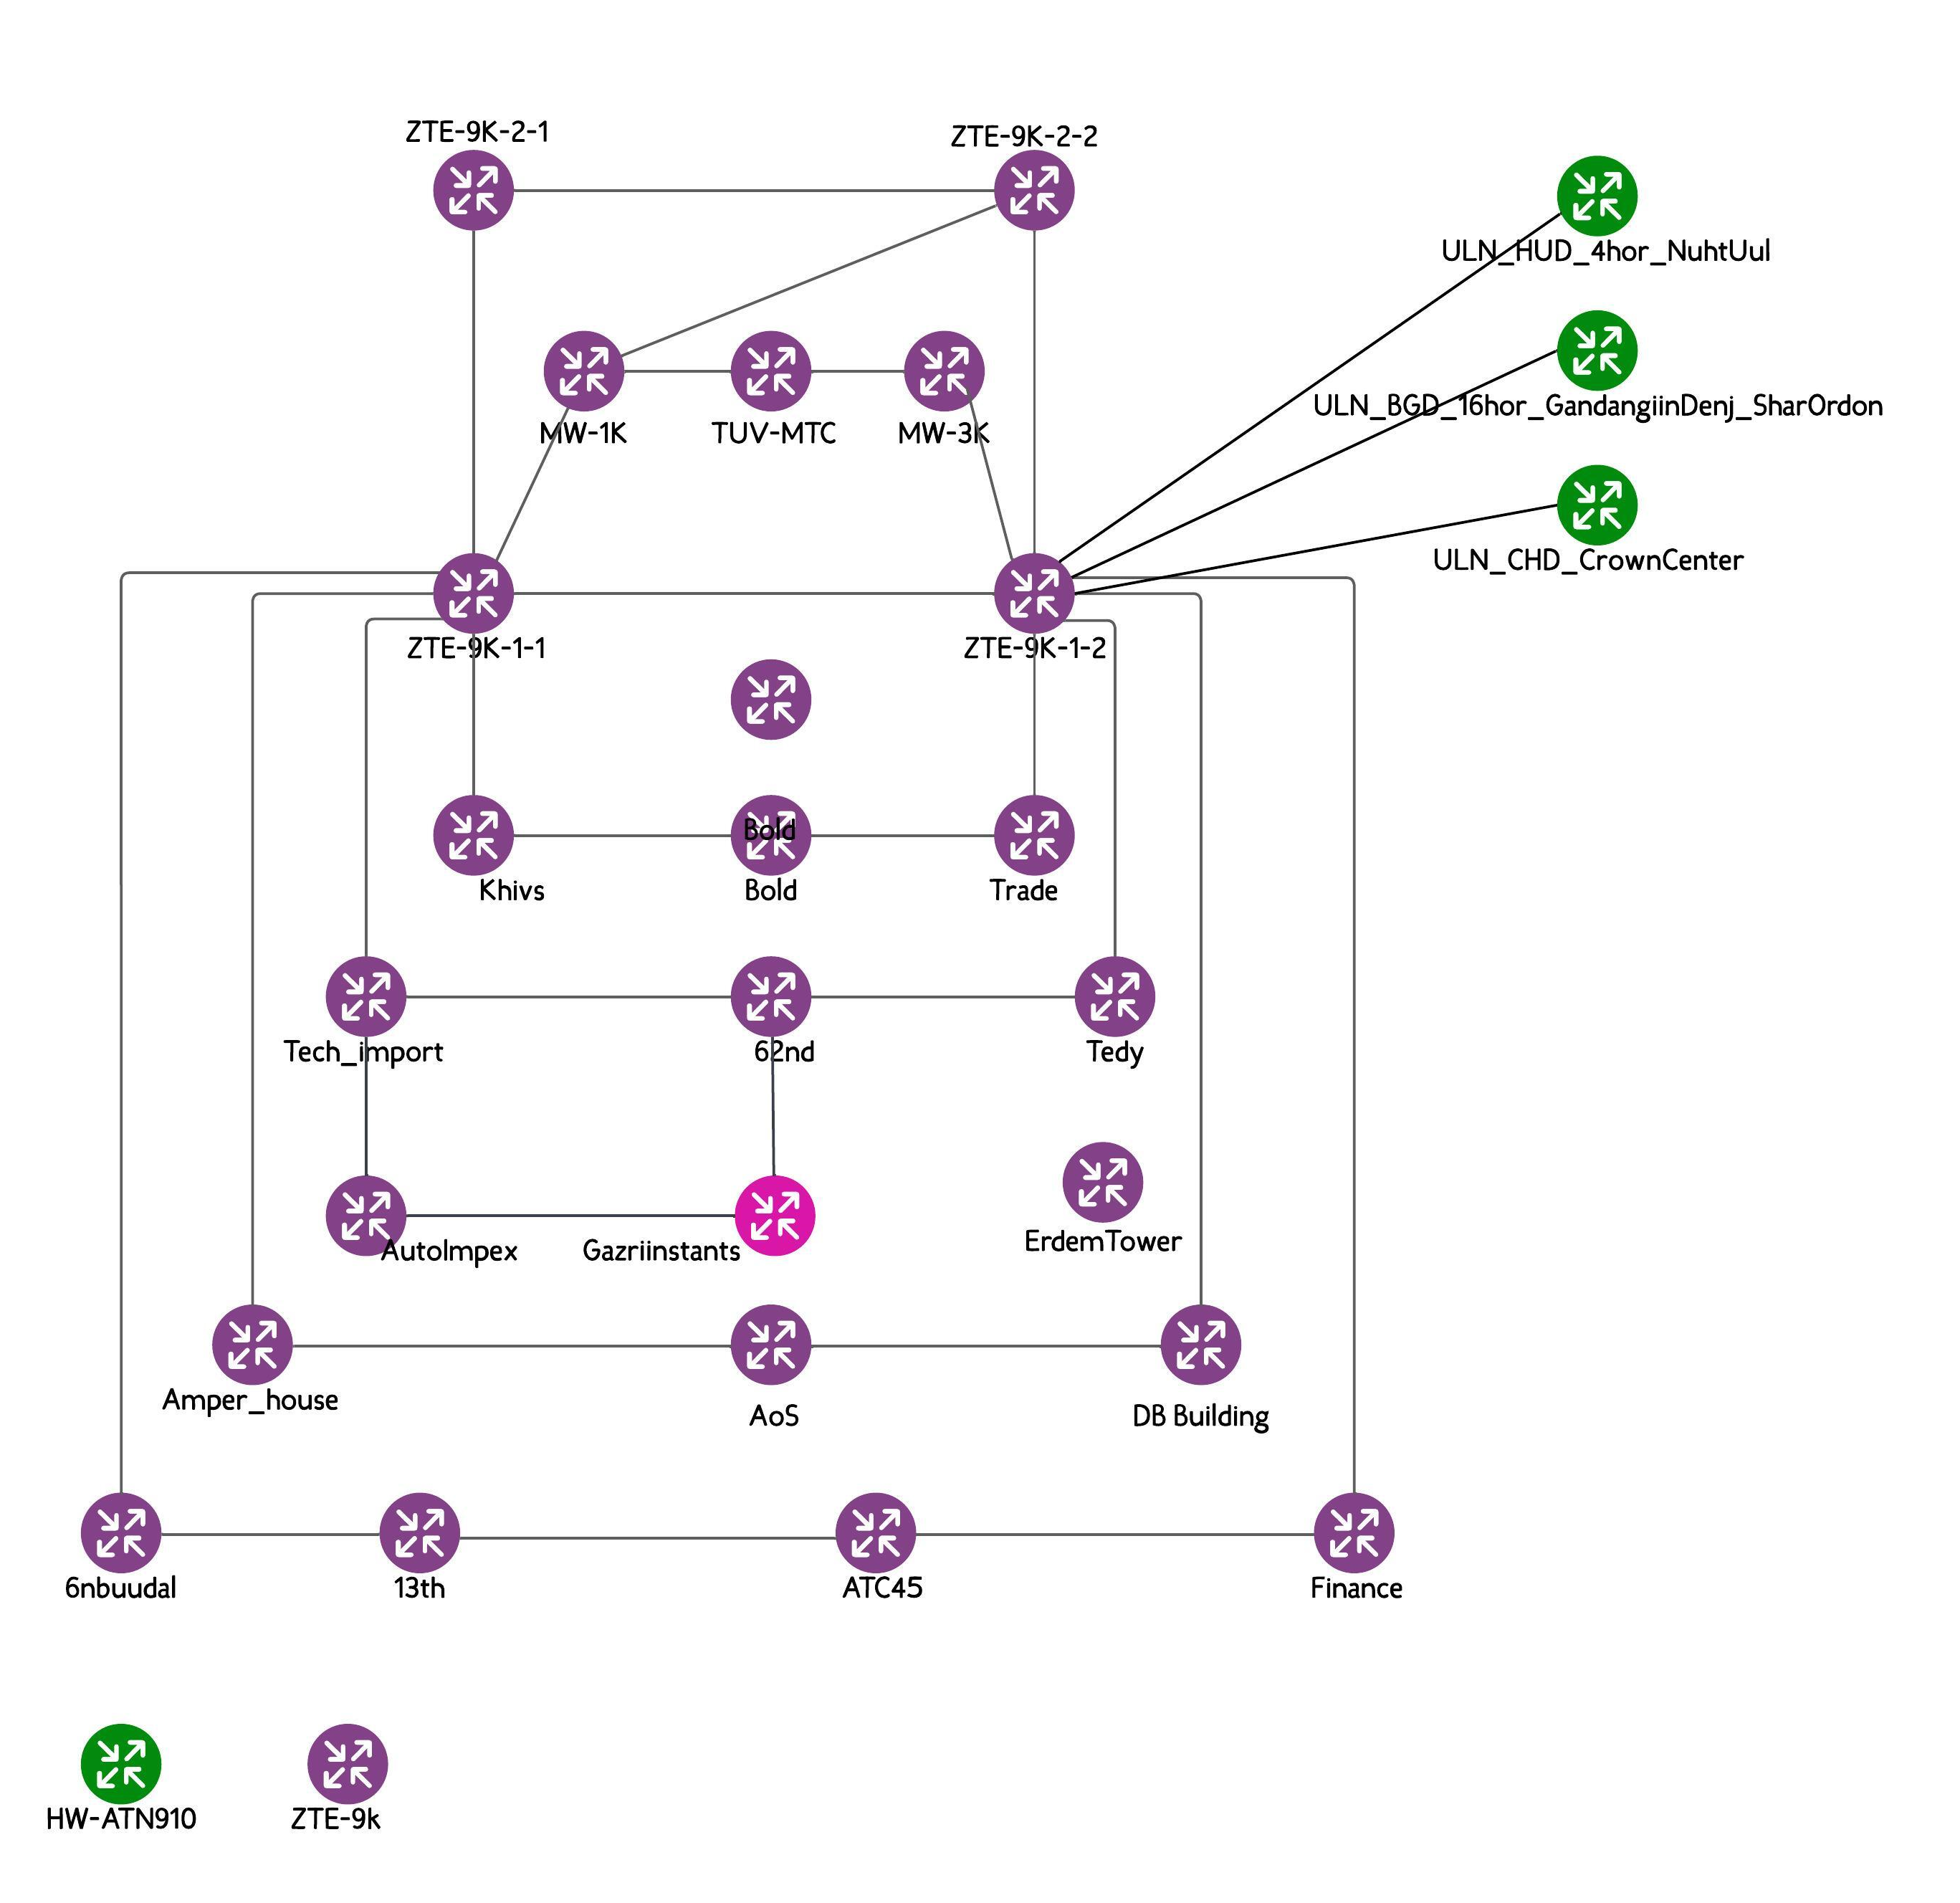 ZTE-9K-2-1
ZTE-9K-2-2
ULN_HUD_4hor_NuhtUul
ULN_BGD_16hor_GandangiinDenj_SharOrdon
MW-1K
TUV-MTC
MW-3K
ULN_CHD_CrownCenter
ZTE-9K-1-1
ZTE-9K-1-2
Bold
Khivs
Bold
Trade
Tech_import
62nd
Tedy
AutoImpex
Gazriinstants
ErdemTower
Amper_house
AoS
DB Building
6nbuudal
13th
ATC45
Finance
HW-ATN910
ZTE-9k